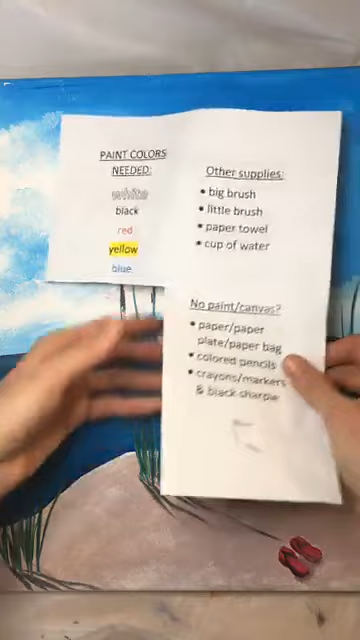 PAINT COLORS
NEEDED:
white
black
red
yellow
blue
Other supplies:
• big brush
• little brush
• paper towel
• cup of water
No paint/canvas?
• paper/paper
plate/paper bag
• colored pencils
• crayons/markers
& black sharpie